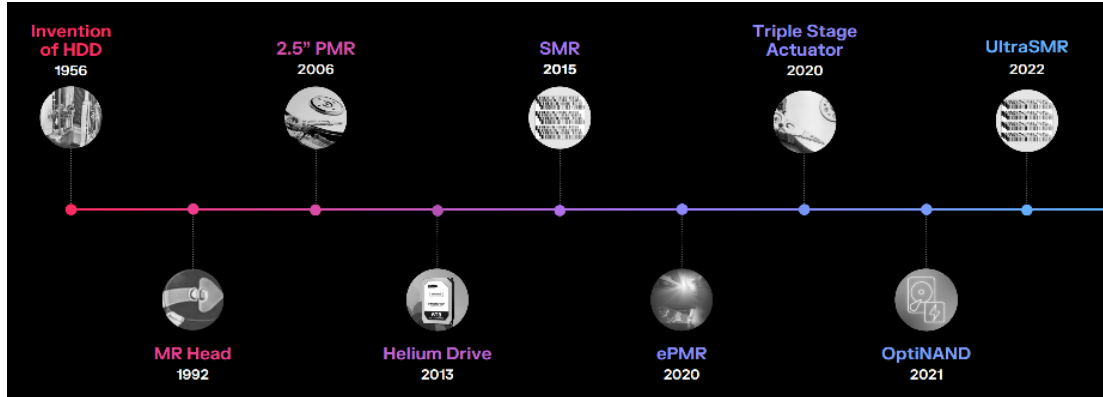 Invention
of HDD
1956
MR Head
1992
2.5” PMR
2006
Helium Drive
2013
SMR
2015
ePMR
2020
Triple Stage
Actuator
2020
OptiNAND
2021
UltraSMR
2022